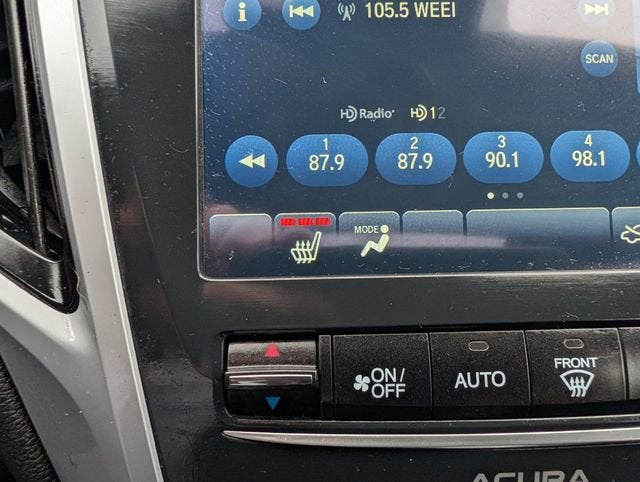 i
105.5 WEEI
SCAN
HD Radio HD 1 2
1 2 3 4
87.9 87.9 90.1 98.1
MODE
ON/
OFF
AUTO
FRONT
ACURA